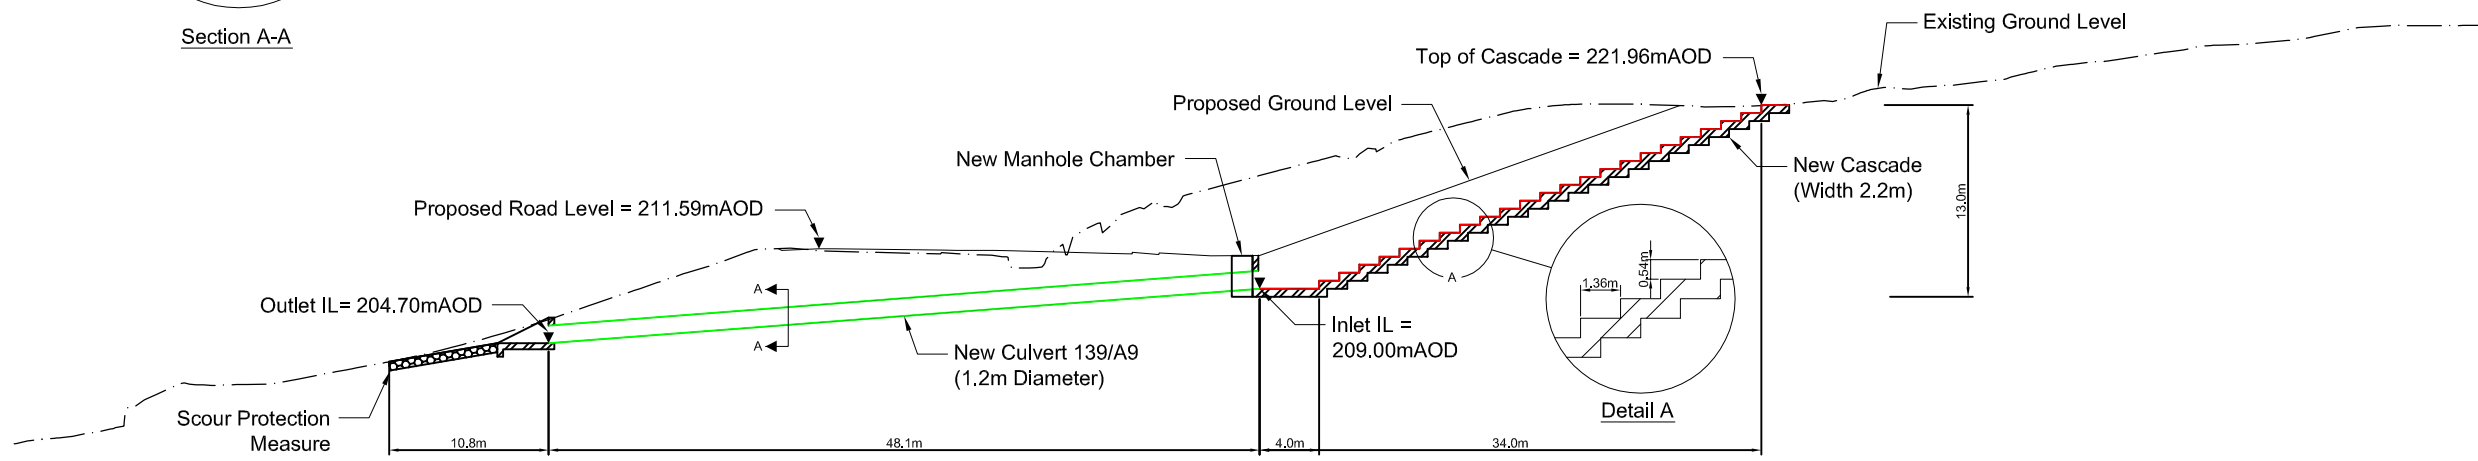 Section A-A
Existing Ground Level
Top of Cascade = 221.96mAOD
Proposed Ground Level
New Manhole Chamber
New Cascade
(Width 2.2m)
13.0m
Proposed Road Level = 211.59mAOD
A
A
A
1.36m
0.54m
Outlet IL= 204.70mAOD
Inlet IL =
209.00mAOD
New Culvert 139/A9
(1.2m Diameter)
Detail A
Scour Protection
Measure
10.8m
48.1m
4.0m
34.0m